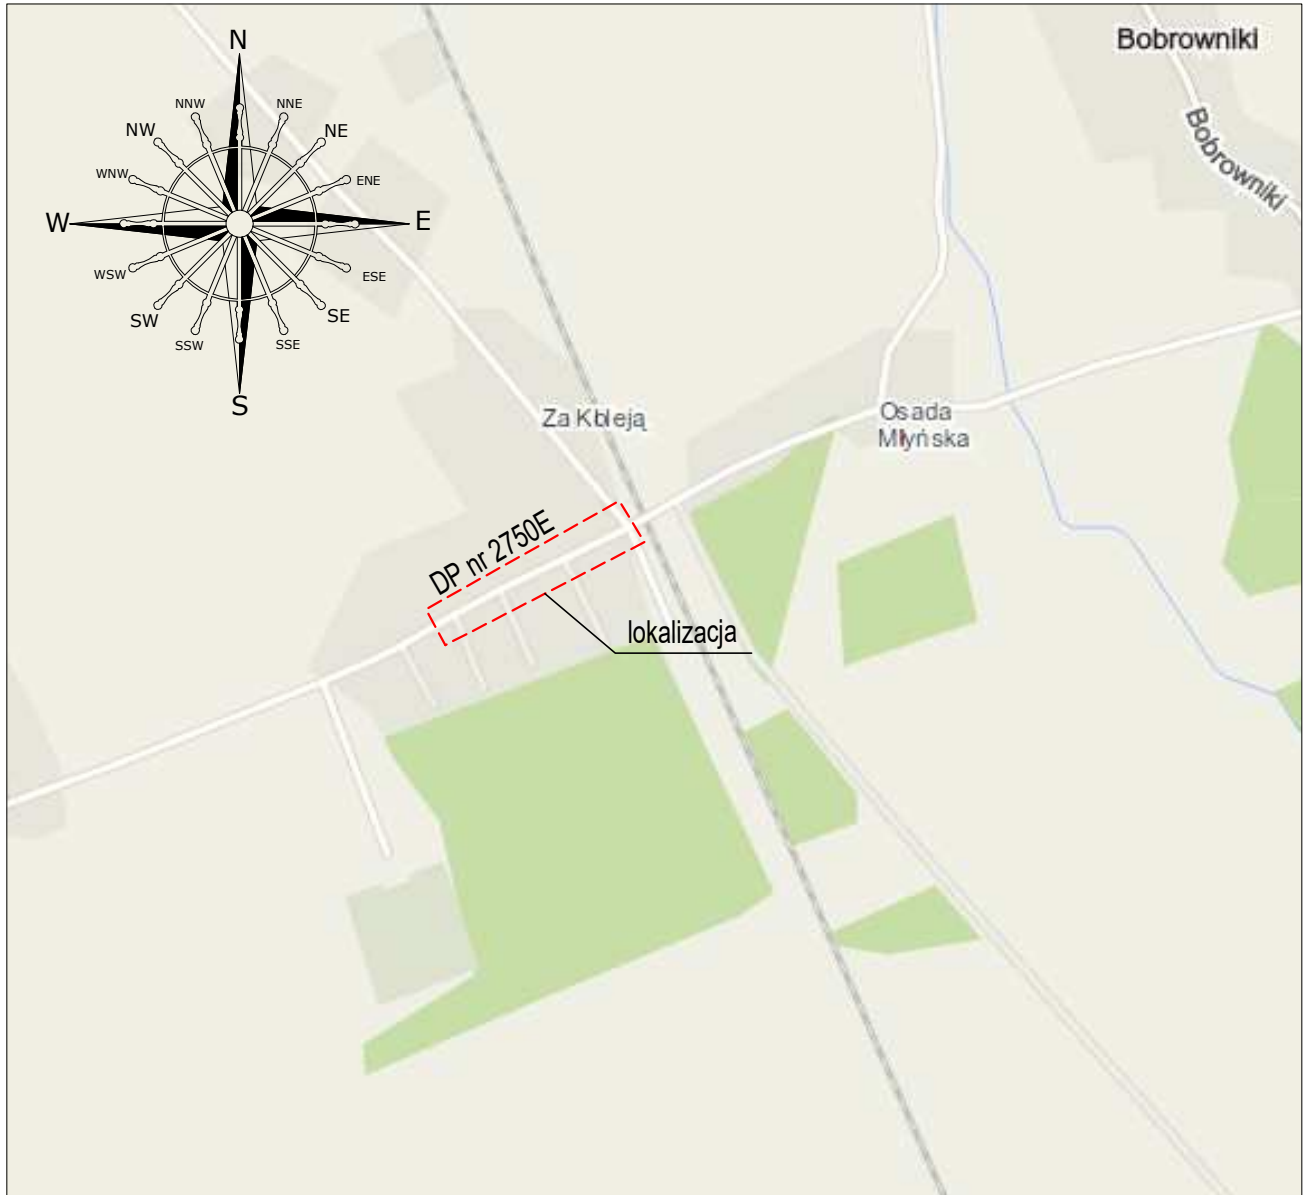 Bobrowniki
N
NNW
NNE
NW
NE
WNW
ENE
W
E
WSW
ESE
SW
SE
SSW
SSE
S
Bobrowniki
Za Koleją
Osada
Młyńska
DP nr 2750E
lokalizacja